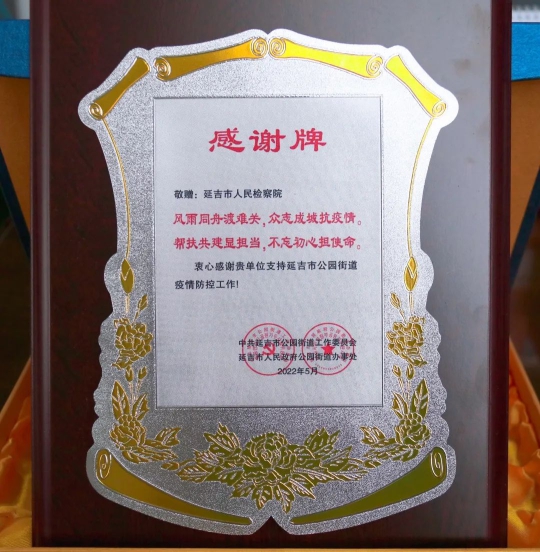 感谢牌
敬赠：延吉市人民检察院
风雨同舟渡难关，众志成城抗疫情。
帮扶共建显担当，不忘初心担使命。
衷心感谢贵单位支持延吉市公园街道
疫情防控工作！
中共延吉市公园街道工作委员会
延吉市人民政府公园街道办事处
2022年5月